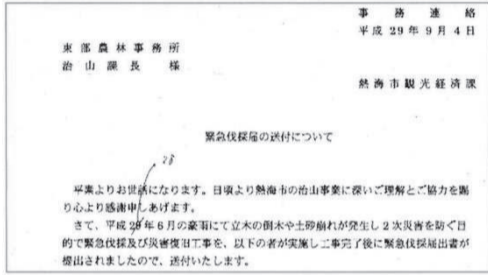 事務連絡
平成29年9月4日
東部農林事務所
治山課長 様
熱海市観光経済課
緊急伐採届の送付について
28
平素よりお世話になります。日頃より熱海市の治山事業に深いご理解とご協力を賜
り心より感謝申しあげます。
さて、平成29年6月の豪雨にて立木の倒木や土砂崩れが発生し2次災害を防ぐ目
的で緊急伐採及び災害復旧工事を、以下の者が実施し工事完了後に緊急伐採届出書が
提出されましたので、送付いたします。